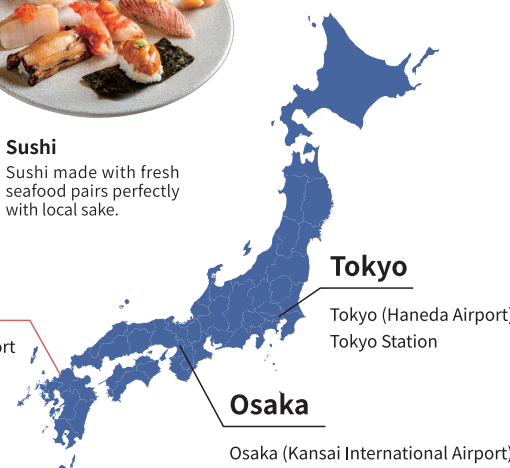 Sushi
Sushi made with fresh
seafood pairs perfectly
with local sake.
Tokyo
Tokyo (Haneda Airport)
Tokyo Station
ort
Osaka
Osaka (Kansai International Airport)